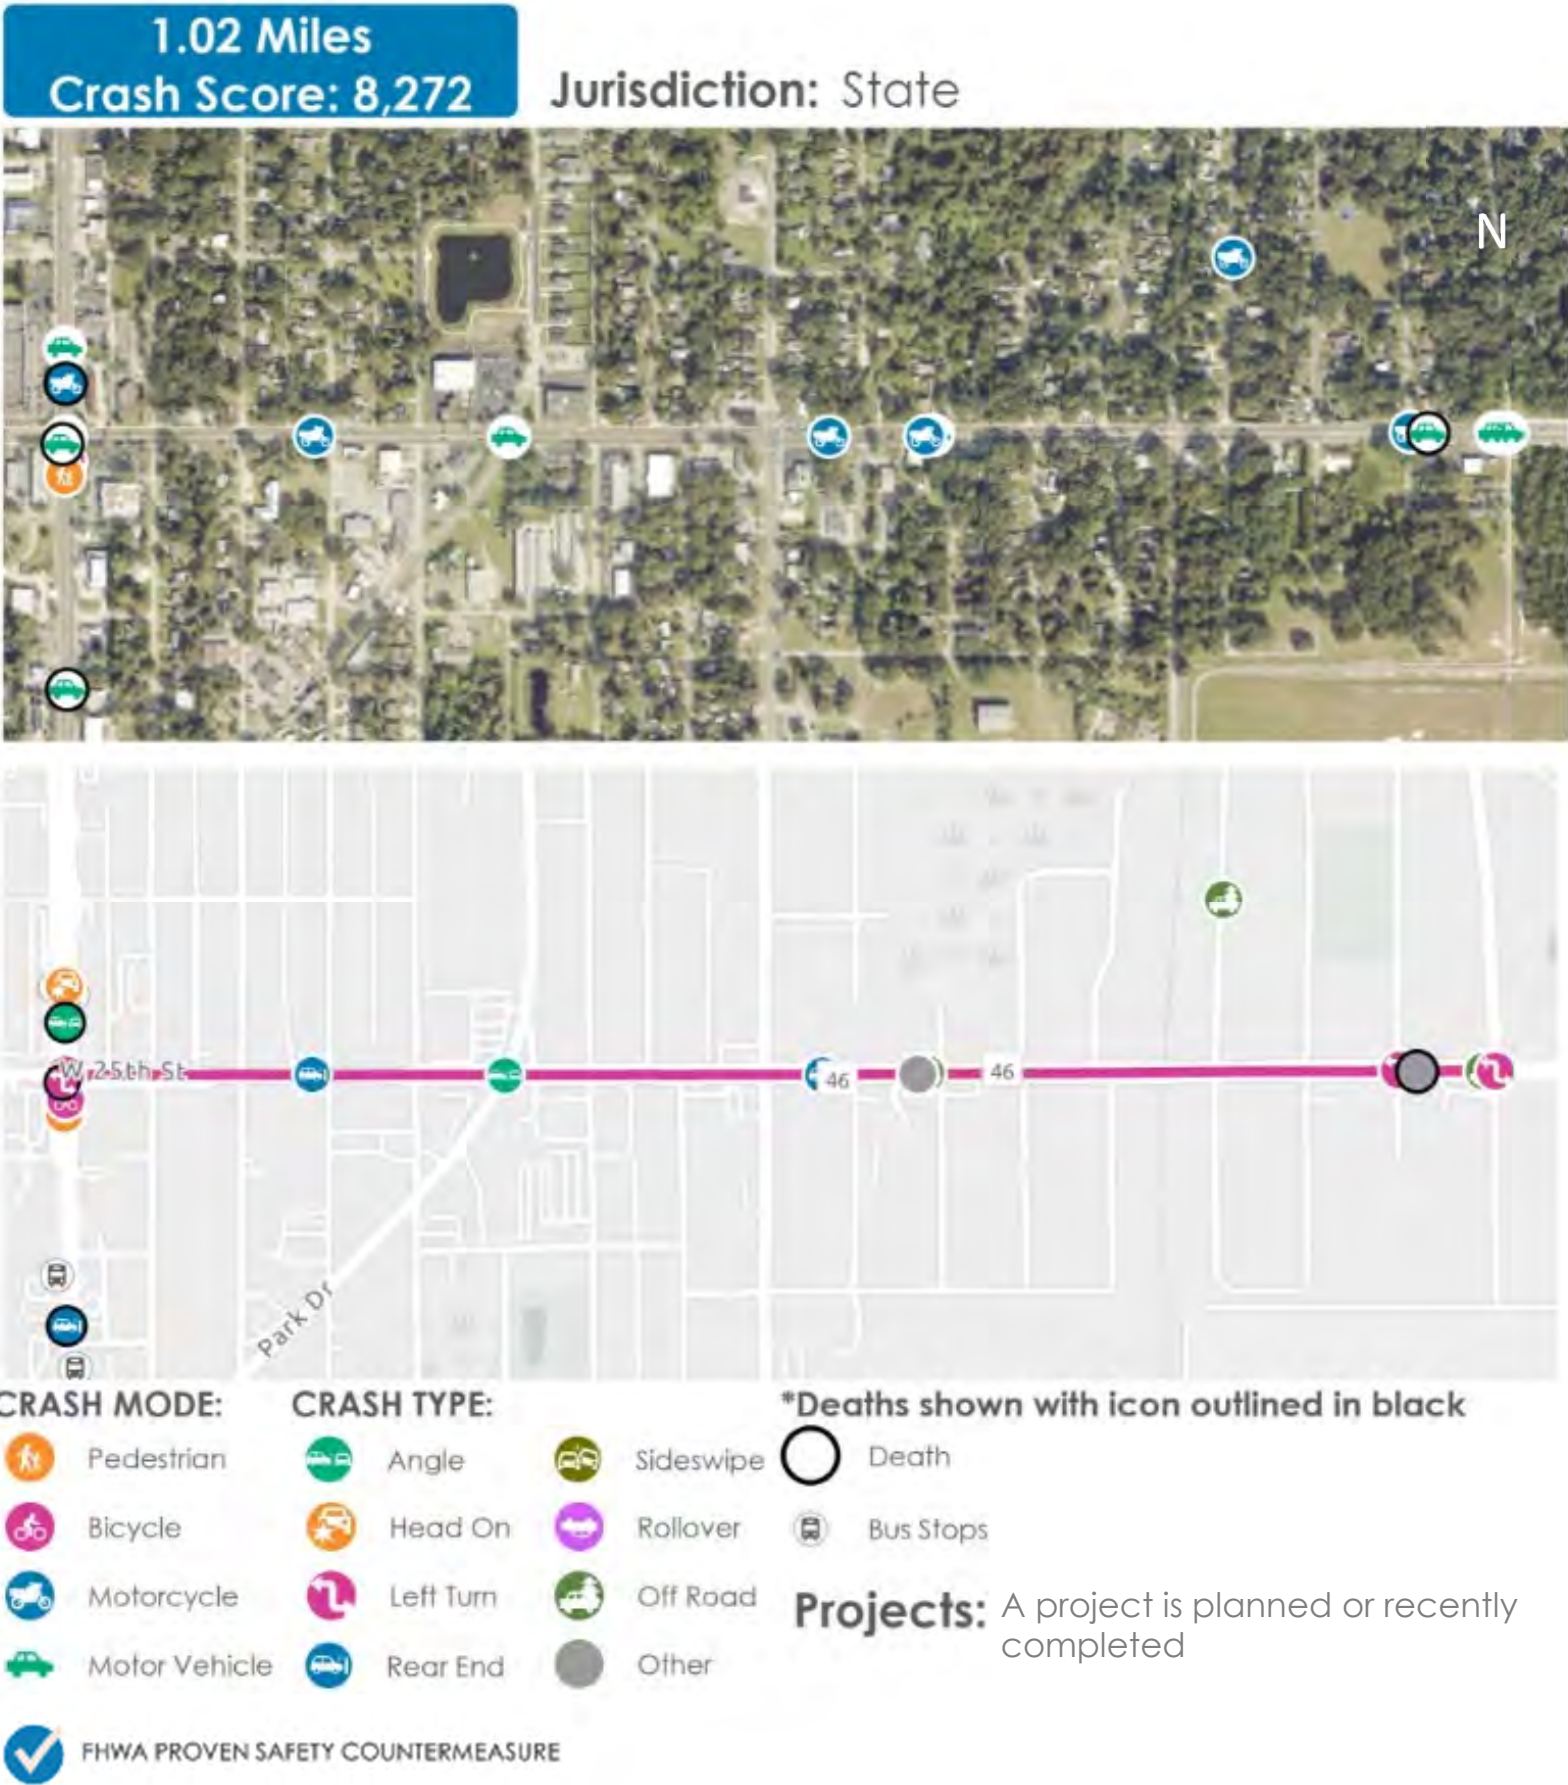 1.02 Miles
Crash Score: 8,272
Jurisdiction: State
N
W 25th St
46
46
Park Dr
CRASH MODE:
CRASH TYPE:
*Deaths shown with icon outlined in black
Pedestrian
Angle
Sideswipe
Death
Bicycle
Head On
Rollover
Bus Stops
Motorcycle
Left Turn
Off Road
Projects: A project is planned or recently
completed
Motor Vehicle
Rear End
Other
FHWA PROVEN SAFETY COUNTERMEASURE